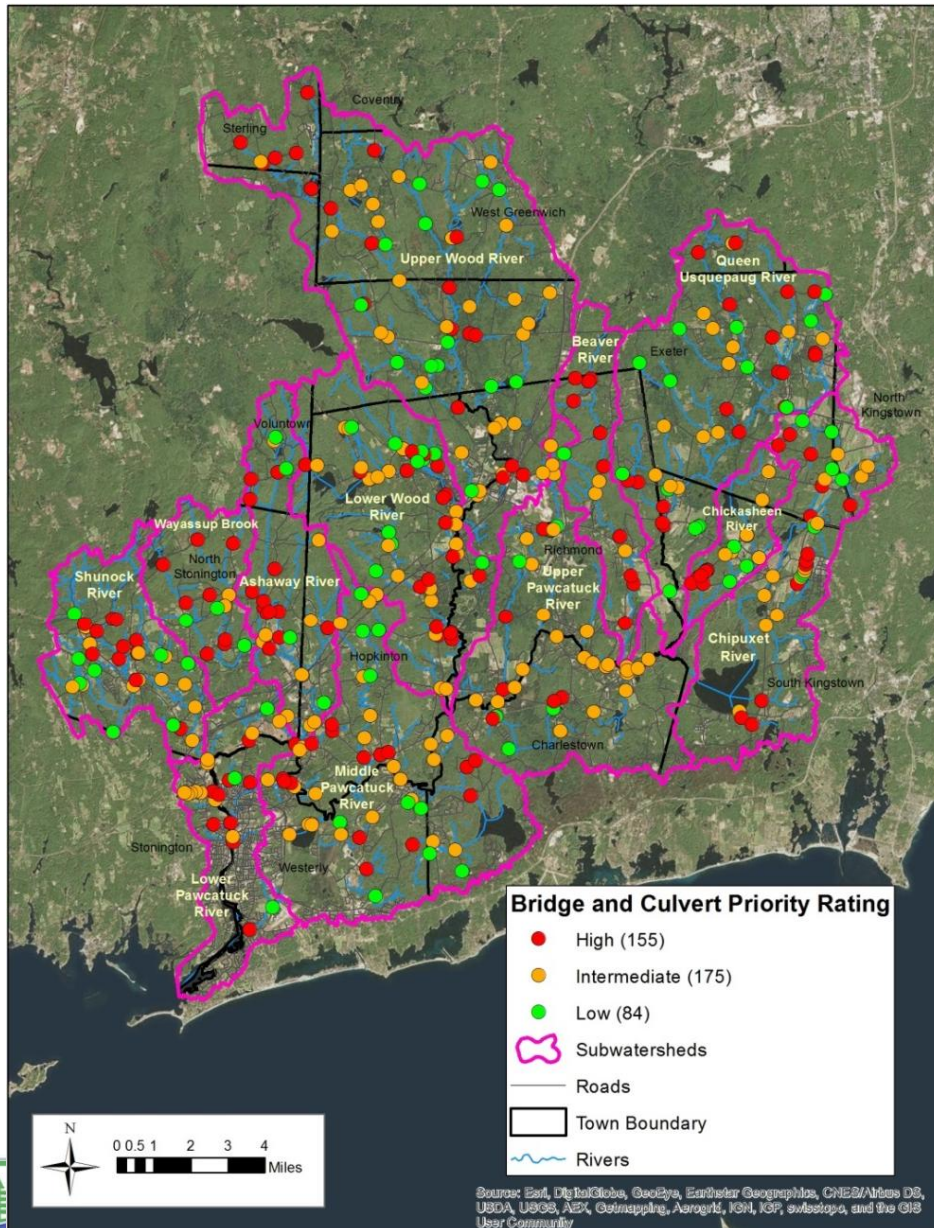 Coventry
Sterling
West Greenwich
Upper Wood River
Queen
Usquepaug River
Beaver
River
Exeter
North
Kingstown
Voluntown
Lower Wood
River
Chickasheen
River
Wayassup Brook
North
Stonington
Shunock
River
Ashaway River
Richmond
Upper
Pawcatuck
River
Hopkinton
Chipuxet
River
South Kingstown
Charlestown
Middle
Pawcatuck
River
Stonington
Westerly
Lower
Pawcatuck
River
Bridge and Culvert Priority Rating
High (155)
Intermediate (175)
Low (84)
Subwatersheds
Roads
Town Boundary
Rivers
N
0 0.5 1 2 3 4
Miles
Source: Esri, DigitalGlobe, GeoEye, Earthstar Geographics, CNES/Airbus DS,
USDA, USGS, AEX, Getmapping, Aerogrid, IGN, IGP, swisstopo, and the GIS
User Community